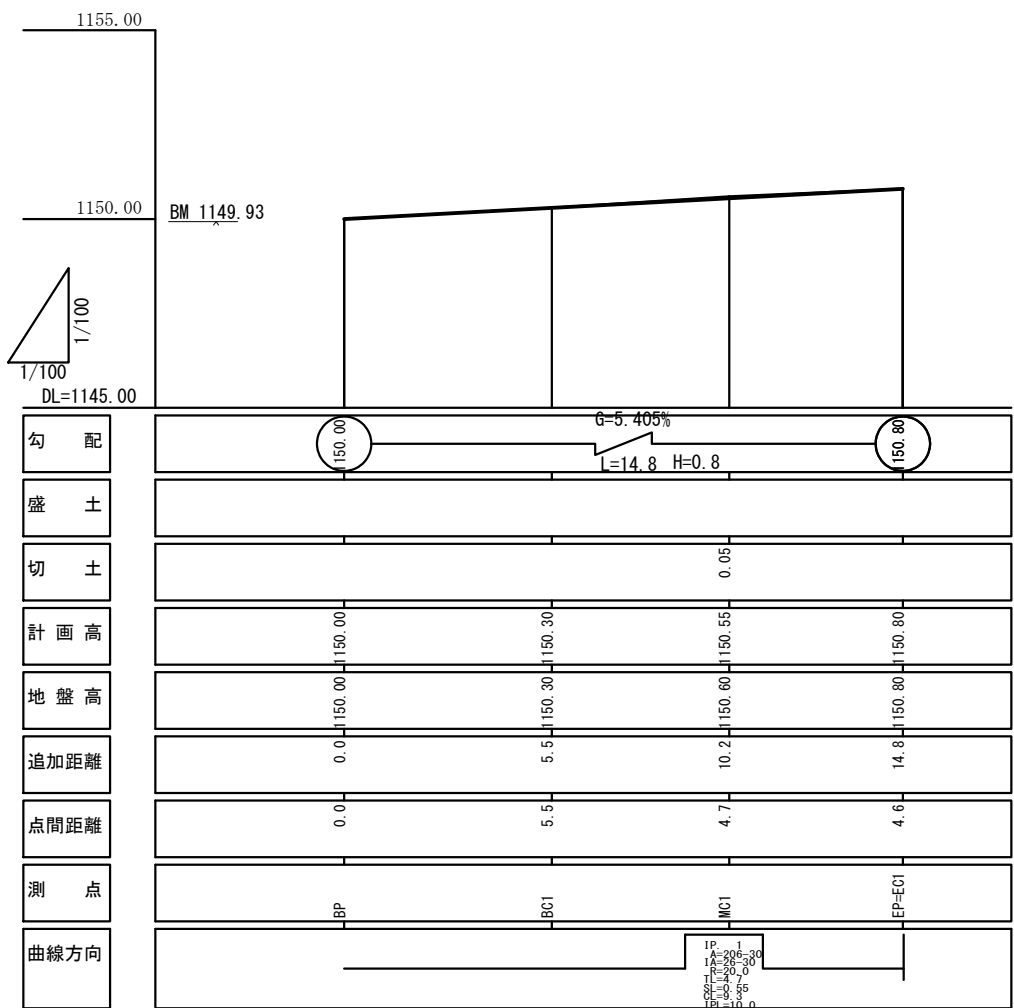 1155.00
1150.00
BM 1149.93
1/100
1/100
DL=1145.00
勾 配
1150.00
G=5.405%
L=14.8 H=0.8
1150.80
盛 土
切 土
0.05
計 画 高
1150.00
1150.30
1150.55
1150.80
地 盤 高
1150.00
1150.30
1150.60
1150.80
追加距離
0.0
5.5
10.2
14.8
点間距離
0.0
5.5
4.7
4.6
測 点
BP
BC1
MC1
EP=EC1
曲線方向
IP. 1
A=206-30
IA=26-30
R=20.0
TL=4.7
SL=0.55
CL=9.3
IPL=10.0